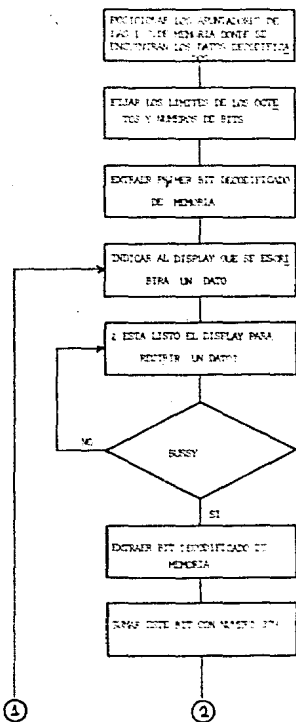 POSICIONAR LOS APUNTADORES DE
LAS DE MEMORIA DONDE SE
ENCUENTRAN LOS DATOS DECODIFICA
DOS
FIJAR LOS LIMITES DE LOS OCTE
TOS Y NUMEROS DE BITS
EXTRAER PRIMER BIT DECODIFICADO
DE MEMORIA
INDICAR AL DISPLAY QUE SE ESCRI
BIRA UN DATO
¿ ESTA LISTO EL DISPLAY PARA
RECIBIR UN DATO?
NO
BUSSY
SI
EXTRAER BIT DECODIFICADO DE
MEMORIA
SUMAR ESTE BIT CON NUMERO
1
2